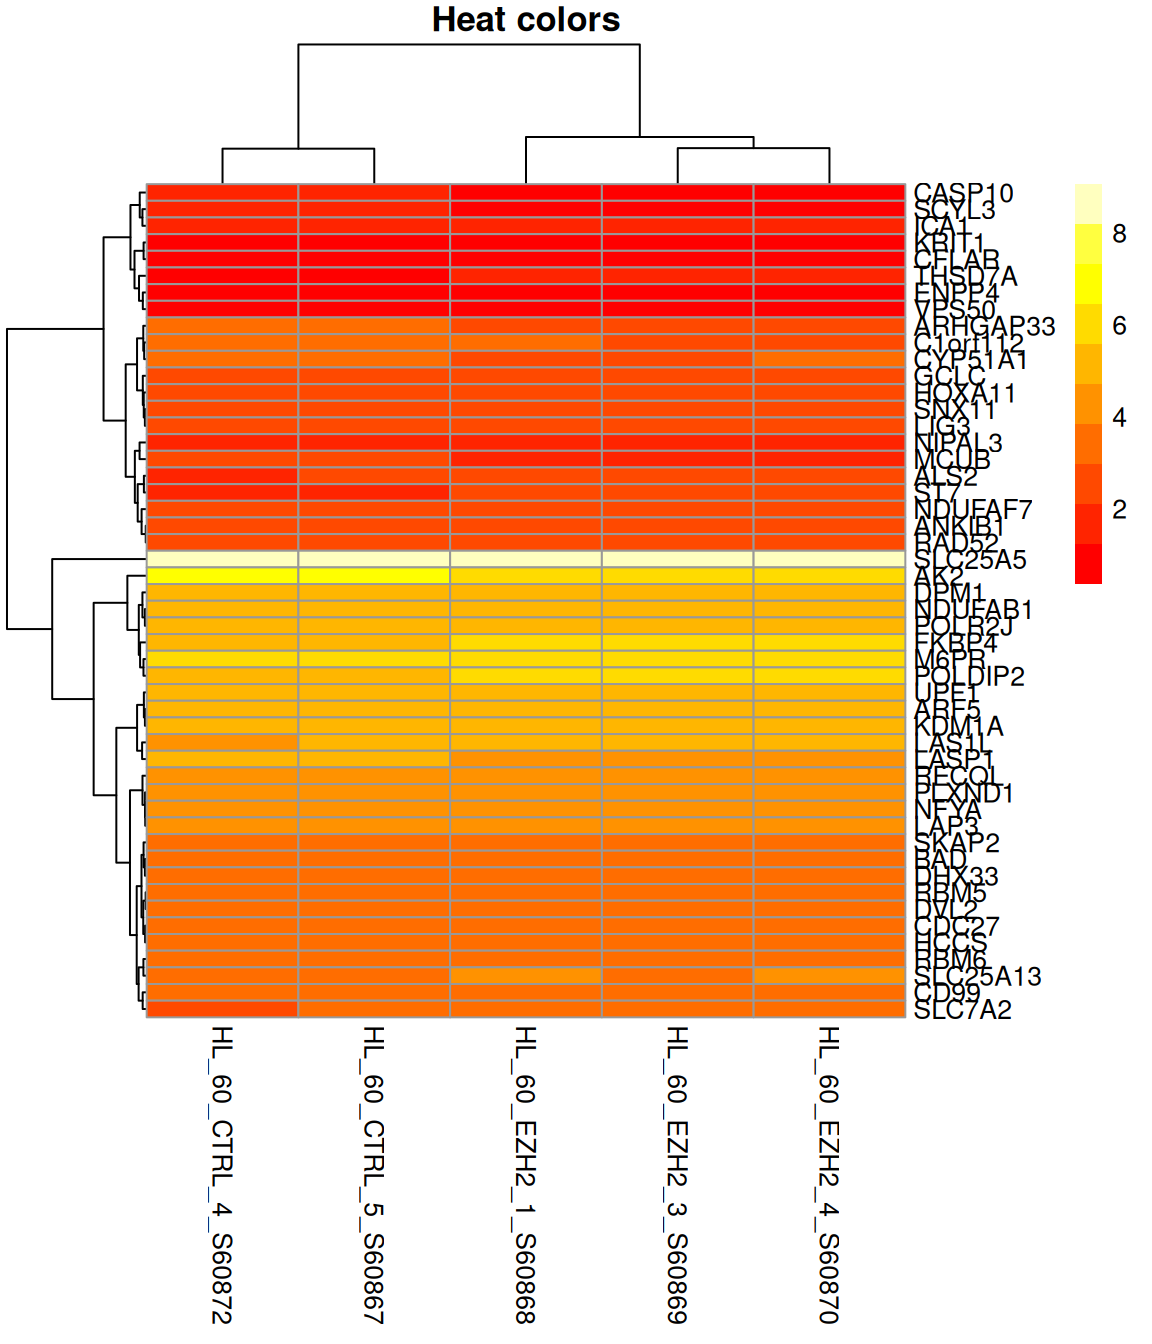 Heat colors
CASP10
SCYL3
ICA1
KRIT1
CFLAR
THSD7A
ENPP4
VPS50
ARHGAP33
C1orf112
CYP51A1
GCLC
HOXA11
SNX11
LIG3
NIPAL3
MCUB
ALS2
ST7
NDUFAF7
ANKIB1
RAD52
SLC25A5
AK2
DPM1
NDUFAB1
POLR2J
FKBP4
M6PR
POLDIP2
UPF1
ARF5
KDM1A
LAS1L
LASP1
RECQL
PLXND1
NFYA
LAP3
SKAP2
BAD
DHX33
RBM5
DVL2
CDC27
HCCS
RBM6
SLC25A13
CD99
SLC7A2
8
6
4
2
HL_60_CTRL_4_S60872
HL_60_CTRL_5_S60867
HL_60_EZH2_1_S60868
HL_60_EZH2_3_S60869
HL_60_EZH2_4_S60870